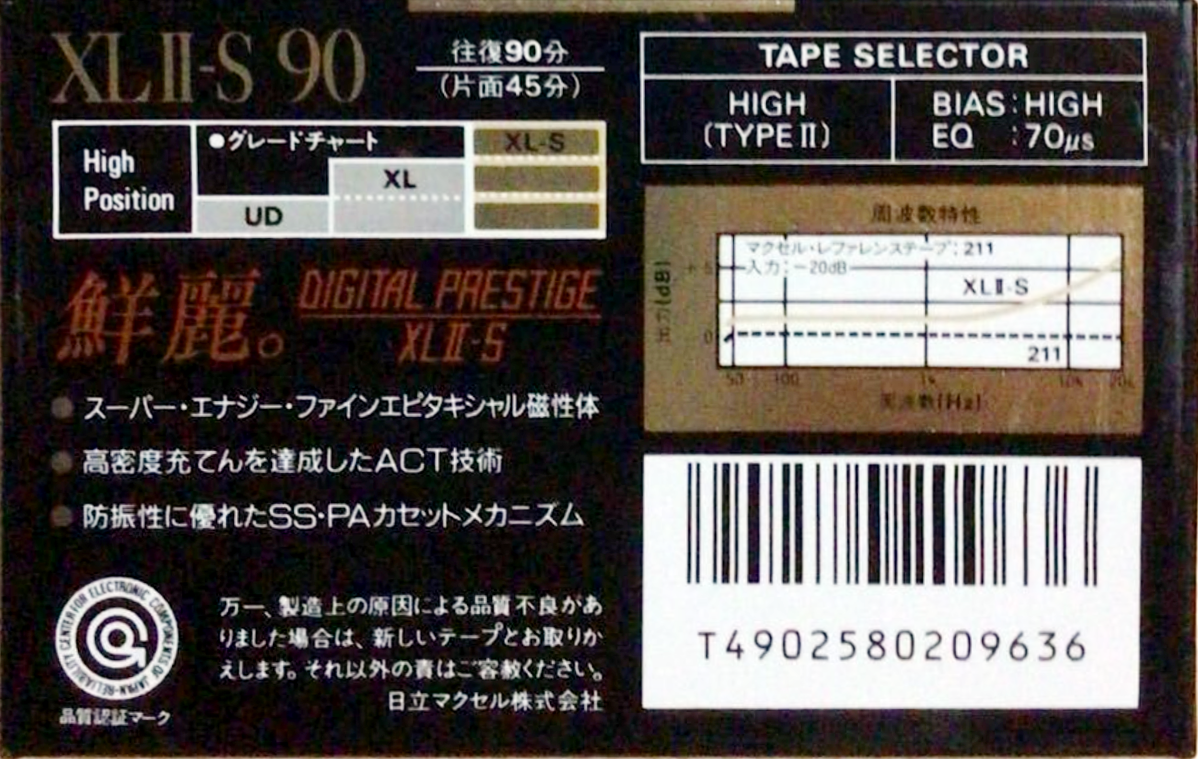 XLⅡ-S 90
往復90分
(片面45分)
High
Position
●グレードチャート
UD
XL
XL-S
鮮麗。
DIGITAL PRESTIGE
XLⅡ-S
スーパー・エナジー・ファインエピタキシャル磁性体
高密度充てんを達成したACT技術
防振性に優れたSS・PAカセットメカニズム
RELIABILITY CENTER FOR ELECTRONIC COMPONENTS OF JAPAN
品質認証マーク
万一、製造上の原因による品質不良があ
りました場合は、新しいテープとお取りか
えします。それ以外の責はご容赦ください。
日立マクセル株式会社
TAPE SELECTOR
HIGH
(TYPEⅡ)
BIAS:HIGH
EQ :70μs
周波数特性
マクセル・レファレンステープ:211
入力:-20dB
XLⅡ-S
211
出力(dB)
+5
0
50 100 1k 10k 20k
周波数(Hz)
T4902580209636